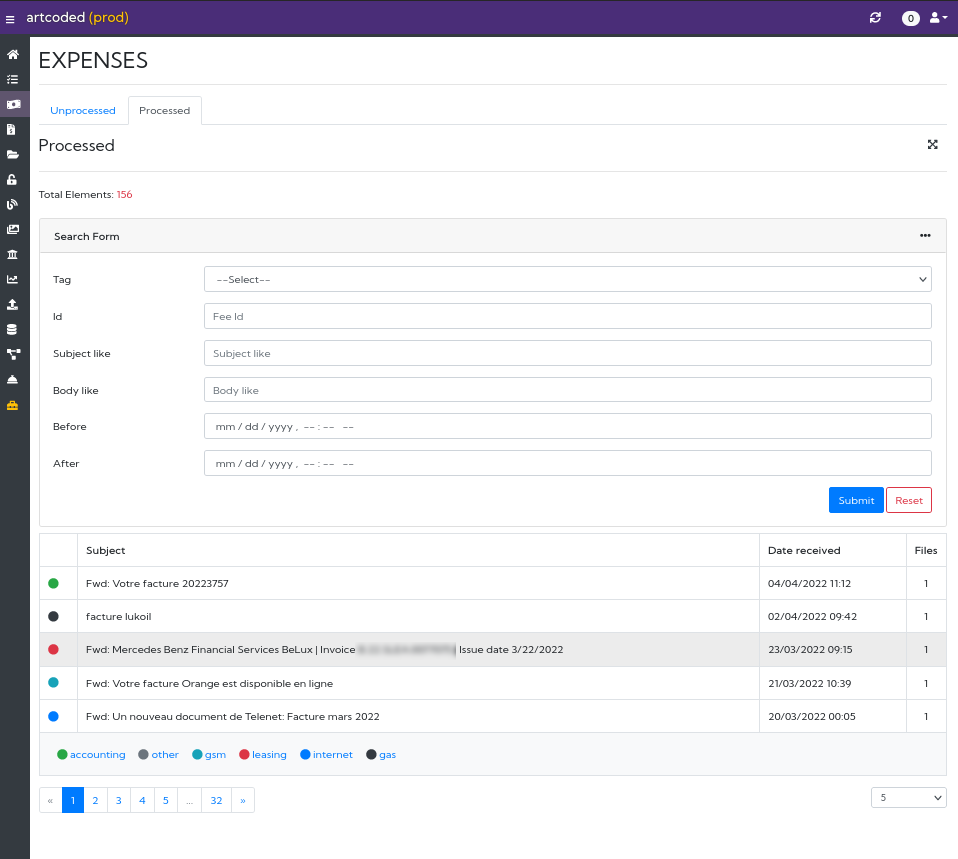 artcoded (prod)
0
EXPENSES
Unprocessed
Processed
Processed
Total Elements: 156
Search Form
Tag
--Select--
Id
Fee Id
Subject like
Subject like
Body like
Body like
Before
mm / dd / yyyy , -- : -- --
After
mm / dd / yyyy , -- : -- --
Submit Reset
Subject Date received Files
Fwd: Votre facture 20223757 04/04/2022 11:12 1
facture lukoil 02/04/2022 09:42 1
Fwd: Mercedes Benz Financial Services BeLux | Invoice Issue date 3/22/2022 23/03/2022 09:15 1
Fwd: Votre facture Orange est disponible en ligne 21/03/2022 10:39 1
Fwd: Un nouveau document de Telenet: Facture mars 2022 20/03/2022 00:05 1
accounting other gsm leasing internet gas
« 1 2 3 4 5 ... 32 »
5